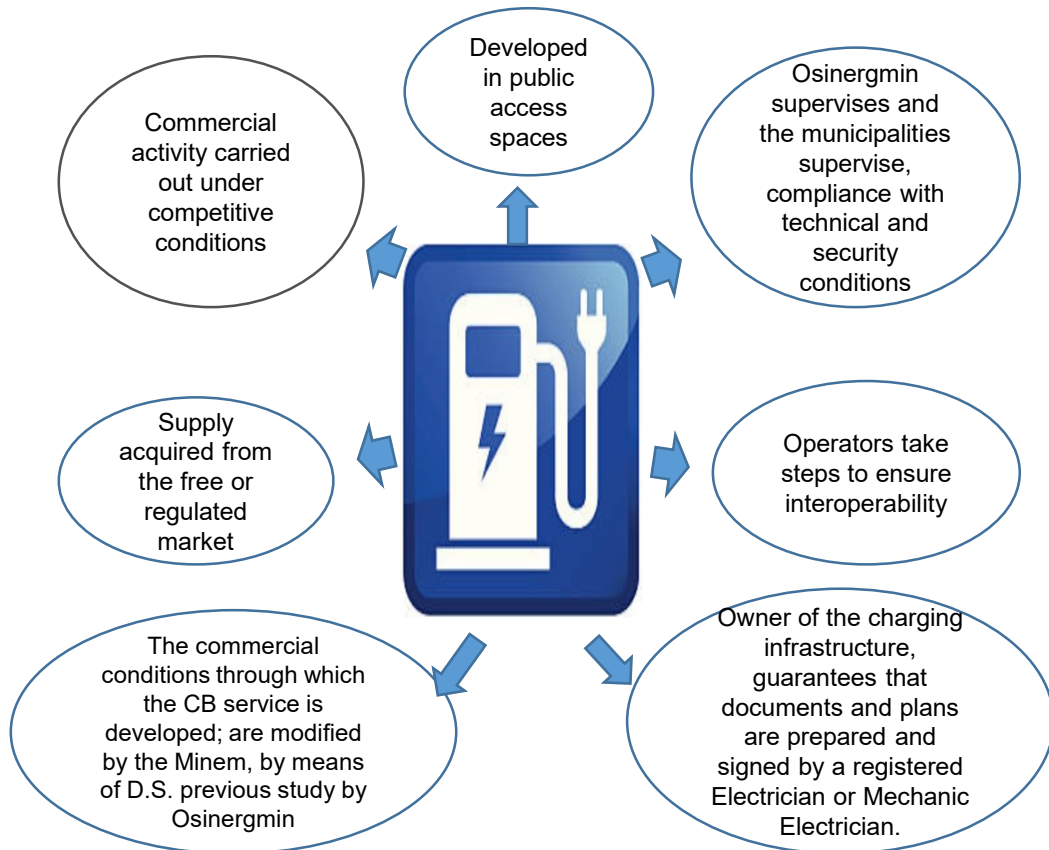 Developed
in public
access
spaces
Commercial
activity carried
out under
competitive
conditions
Osinergmin
supervises and
the municipalities
supervise,
compliance with
technical and
security
conditions
Supply
acquired from
the free or
regulated
market
Operators take
steps to ensure
interoperability
The commercial
conditions through which
the CB service is
developed; are modified
by the Minem, by means
of D.S. previous study by
Osinergmin
Owner of the charging
infrastructure,
guarantees that
documents and plans
are prepared and
signed by a registered
Electrician or Mechanic
Electrician.